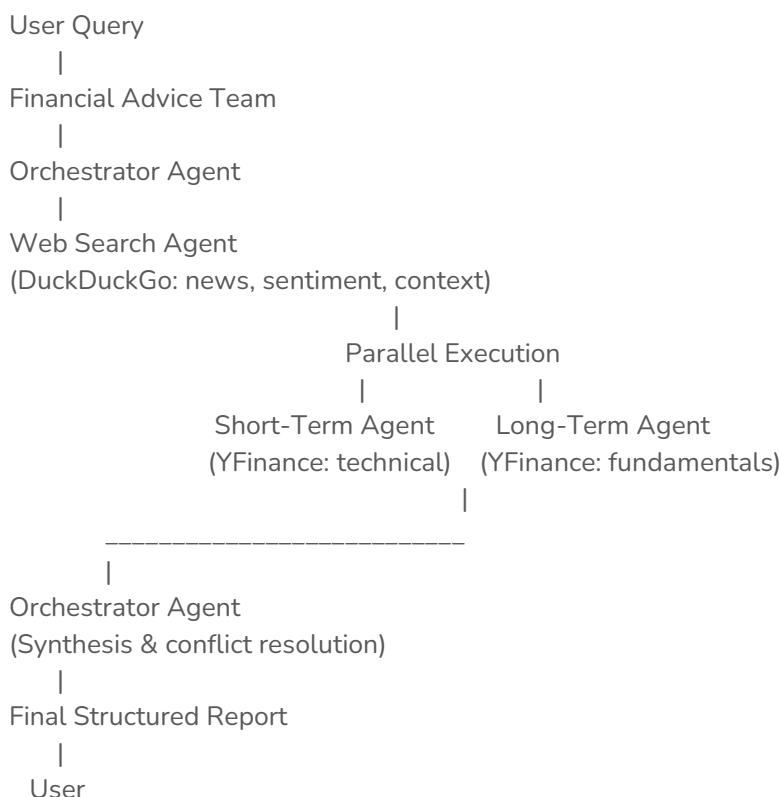 User Query
|
Financial Advice Team
|
Orchestrator Agent
|
Web Search Agent
(DuckDuckGo: news, sentiment, context)
|
Parallel Execution
| |
Short-Term Agent Long-Term Agent
(YFinance: technical) (YFinance: fundamentals)
|
___________________________
|
Orchestrator Agent
(Synthesis & conflict resolution)
|
Final Structured Report
|
User